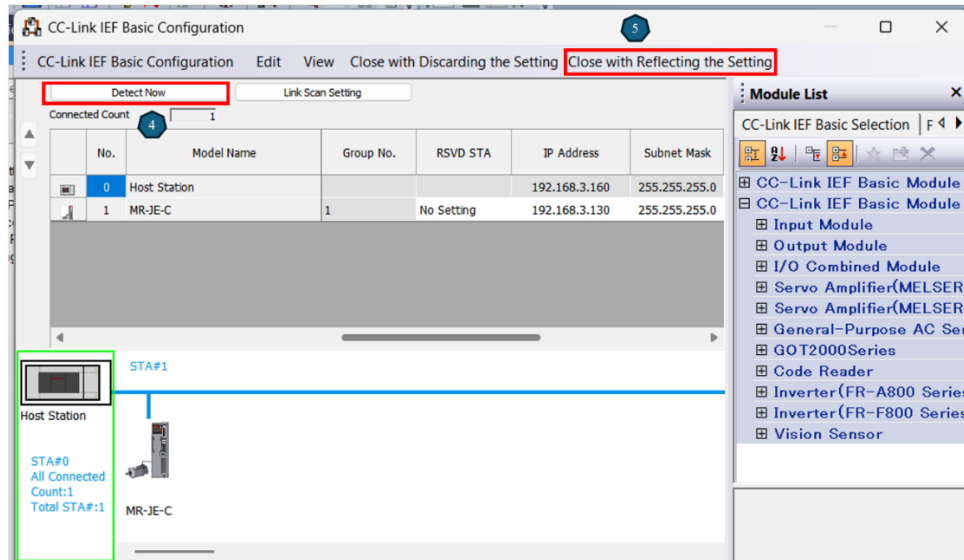 CC-Link IEF Basic Configuration
5
CC-Link IEF Basic Configuration Edit View Close with Discarding the Setting Close with Reflecting the Setting
Detect Now Link Scan Setting
Connected Count 1
4
No. Model Name Group No. RSVD STA IP Address Subnet Mask
0 Host Station 192.168.3.160 255.255.255.0
1 MR-JE-C 1 No Setting 192.168.3.130 255.255.255.0
STA#1
Host Station
STA#0
All Connected
Count:1
Total STA#:1
MR-JE-C
Module List
CC-Link IEF Basic Selection F
CC-Link IEF Basic Module
CC-Link IEF Basic Module
Input Module
Output Module
I/O Combined Module
Servo Amplifier(MELSER
Servo Amplifier(MELSER
General-Purpose AC Ser
GOT2000Series
Code Reader
Inverter(FR-A800 Series
Inverter(FR-F800 Series
Vision Sensor